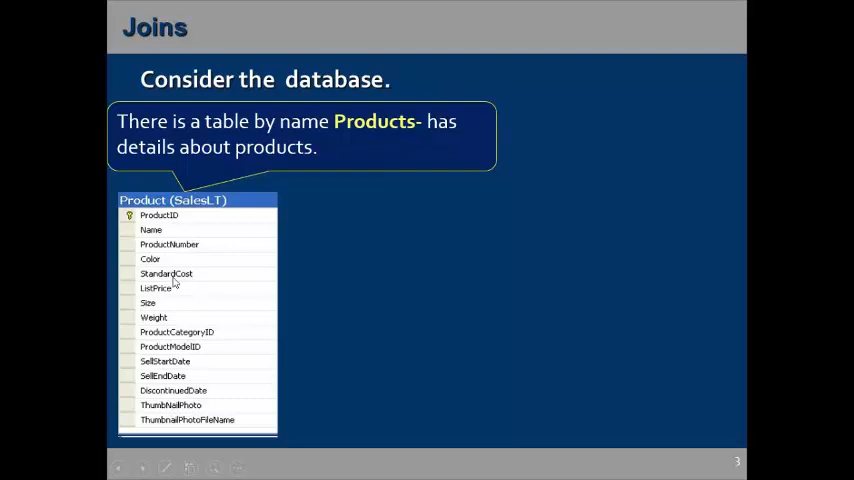 Joins
Consider the database.
There is a table by name Products- has
details about products.
Product (SalesLT)
ProductID
Name
ProductNumber
Color
StandardCost
ListPrice
Size
Weight
ProductCategoryID
ProductModelID
SellStartDate
SellEndDate
DiscontinuedDate
ThumbNailPhoto
ThumbnailPhotoFileName
3